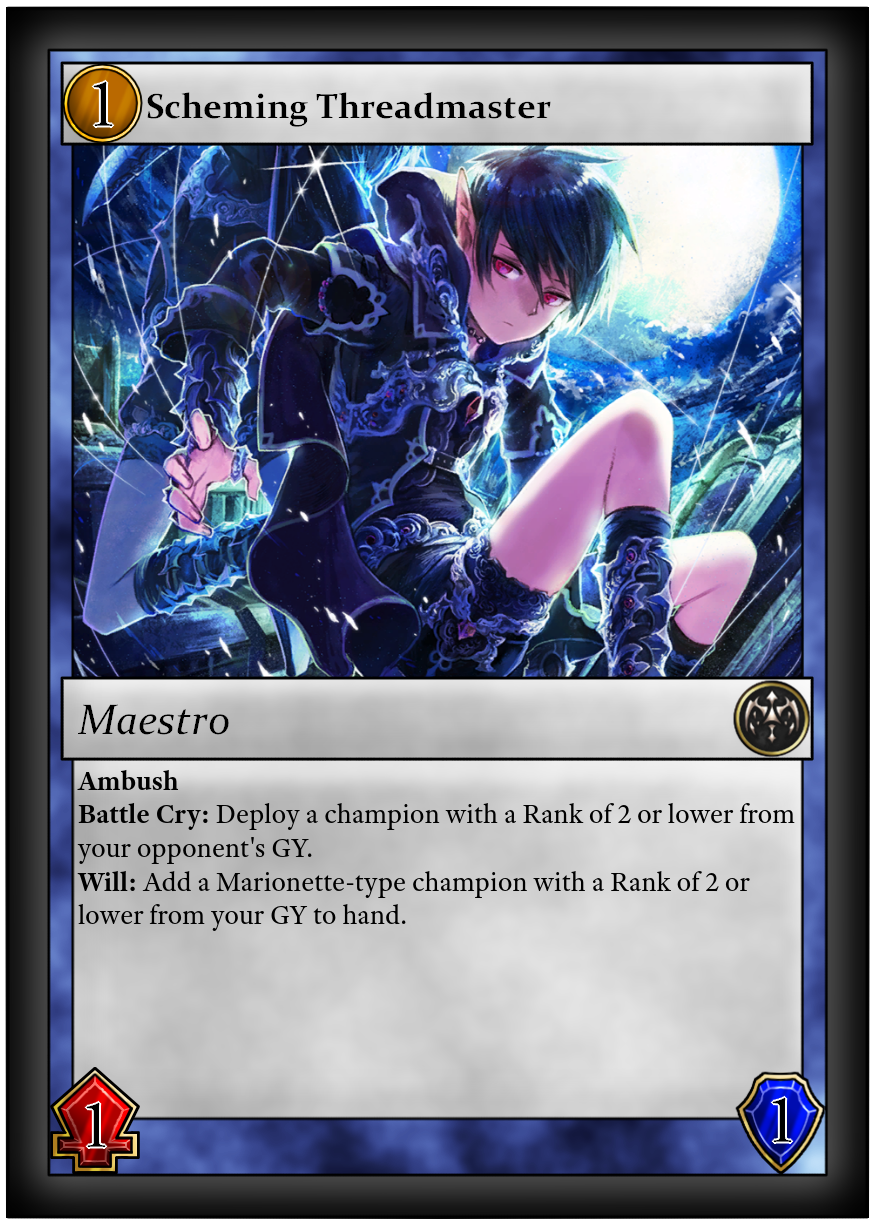 1
Scheming Threadmaster
Maestro
Ambush
Battle Cry: Deploy a champion with a Rank of 2 or lower from
your opponent's GY.
Will: Add a Marionette-type champion with a Rank of 2 or
lower from your GY to hand.
1
1